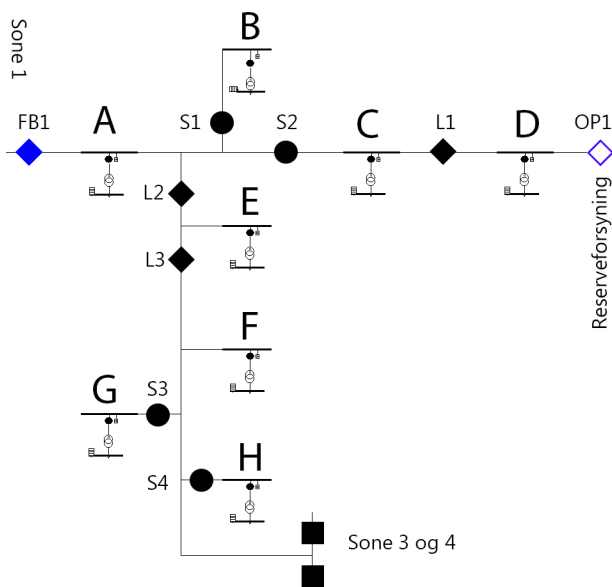 Sone 1
B
FB1
A
S1
S2
C
L1
D
OP1
L2
E
L3
Reserveforsyning
F
G
S3
S4
H
Sone 3 og 4